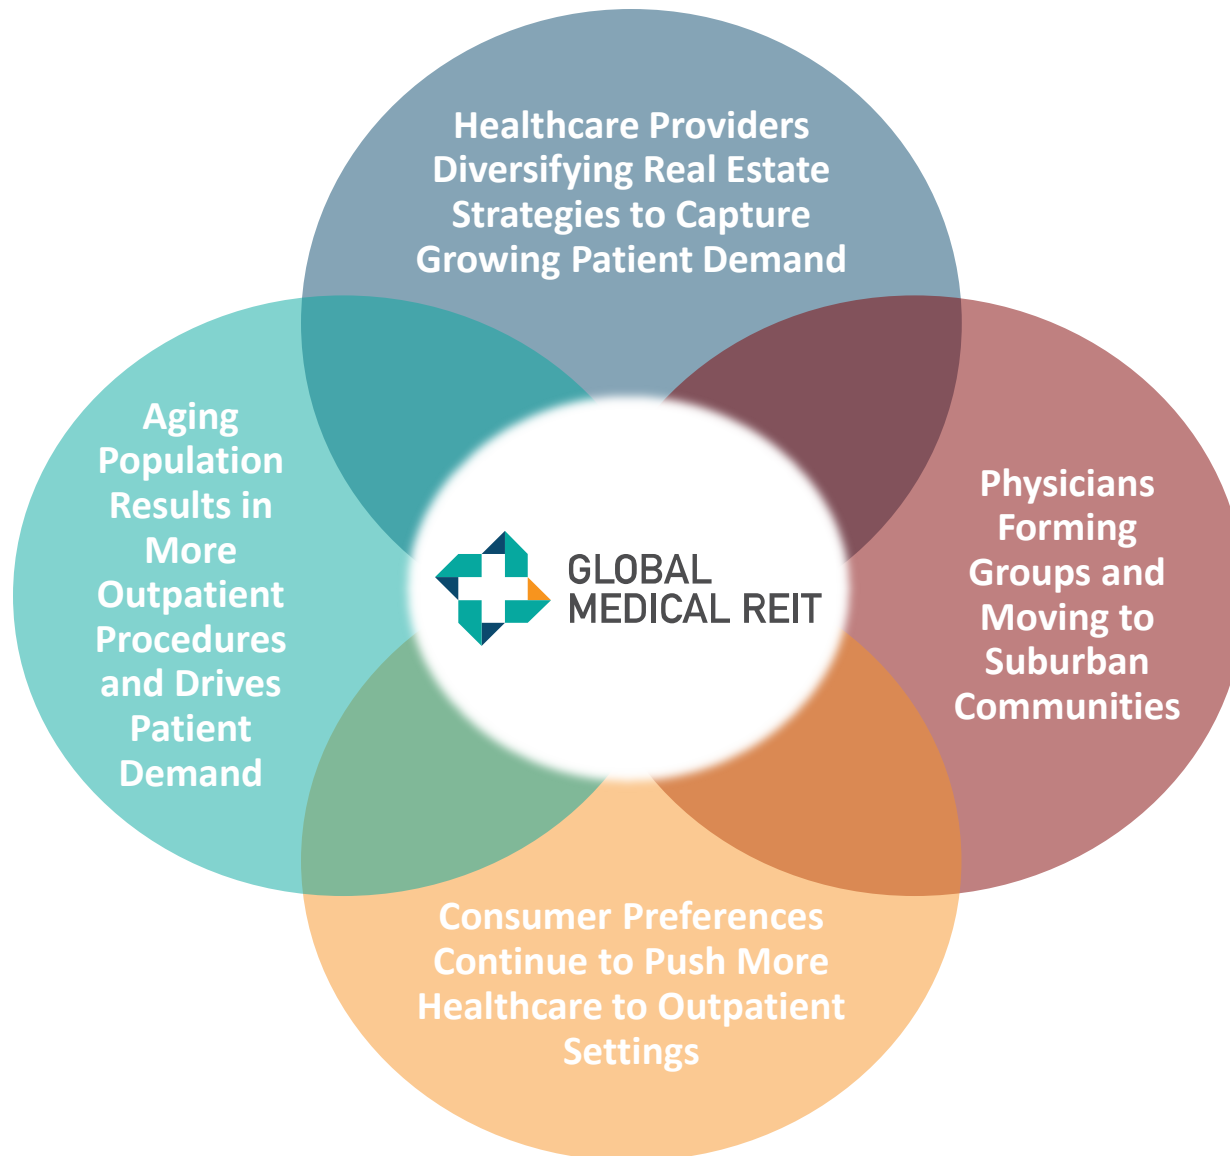 Healthcare Providers
Diversifying Real Estate
Strategies to Capture
Growing Patient Demand
Aging
Population
Results in
More
Outpatient
Procedures
and Drives
Patient
Demand
GLOBAL
MEDICAL REIT
Physicians
Forming
Groups and
Moving to
Suburban
Communities
Consumer Preferences
Continue to Push More
Healthcare to Outpatient
Settings